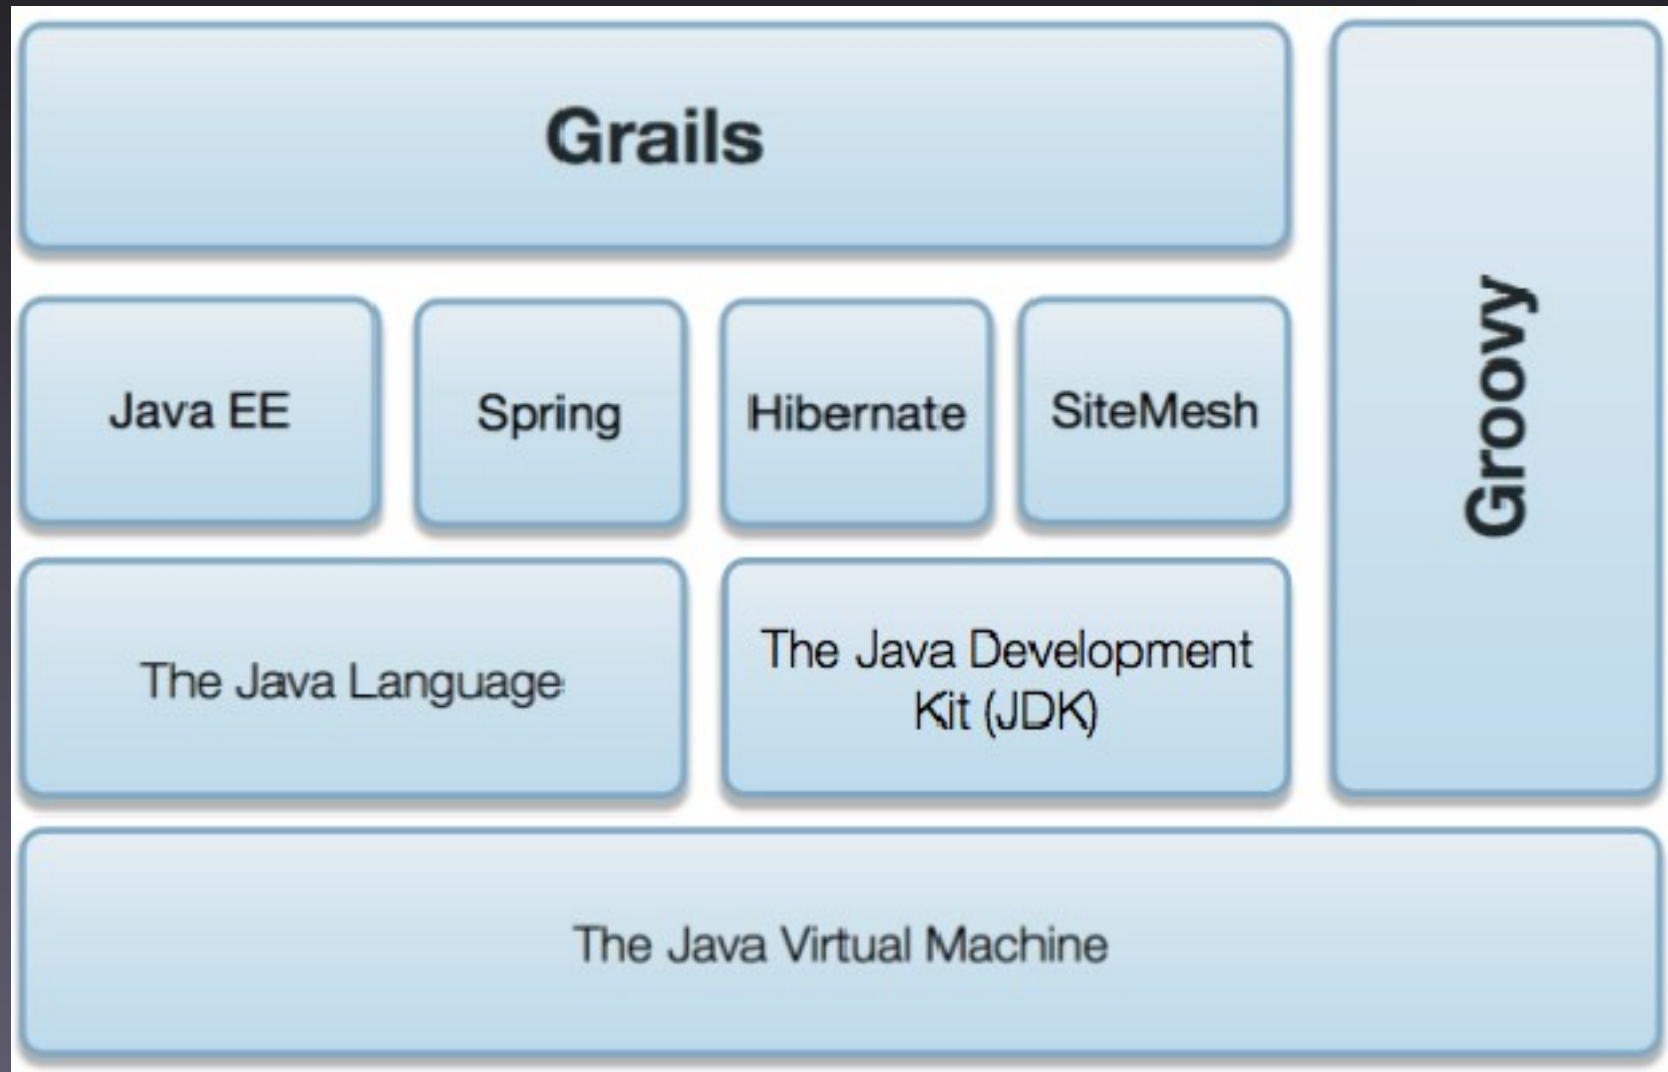 Grails
Groovy
Java EE
Spring
Hibernate
SiteMesh
The Java Language
The Java Development
Kit (JDK)
The Java Virtual Machine